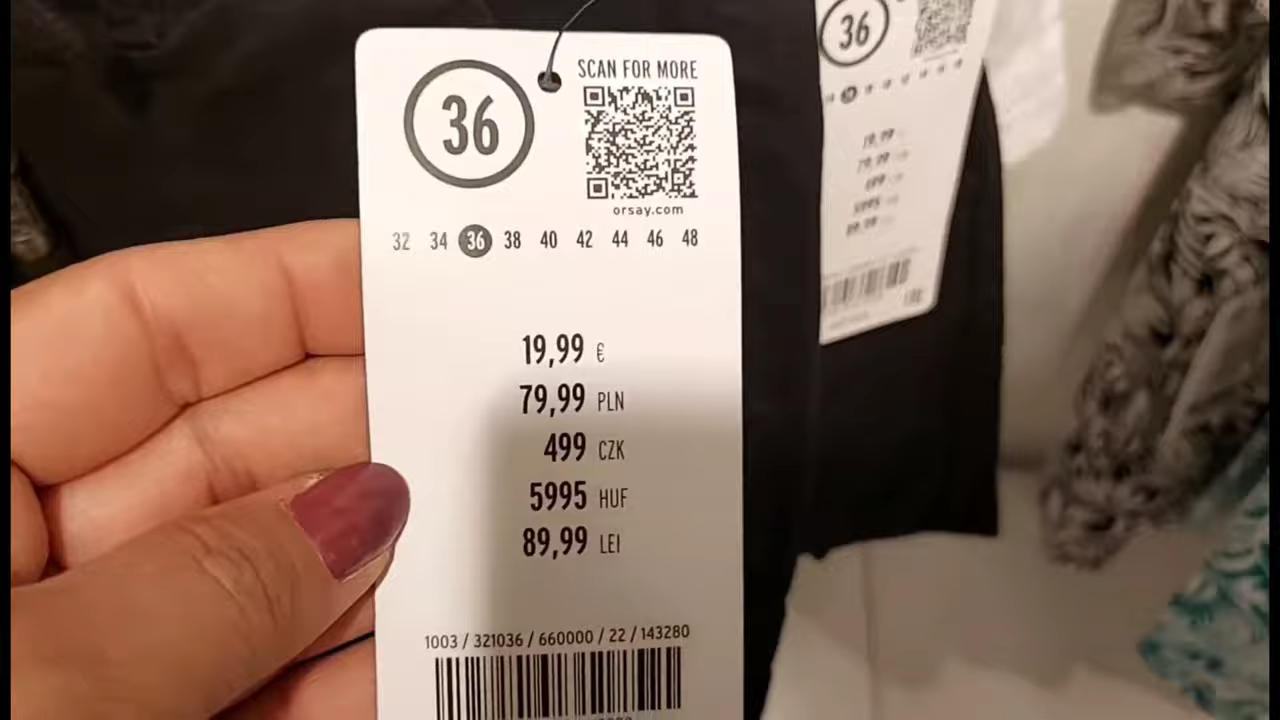 36
SCAN FOR MORE
orsay.com
32 34 36 38 40 42 44 46 48
19,99 €
79,99 PLN
499 CZK
5995 HUF
89,99 LEI
1003 / 321036 / 660000 / 22 / 143280
36